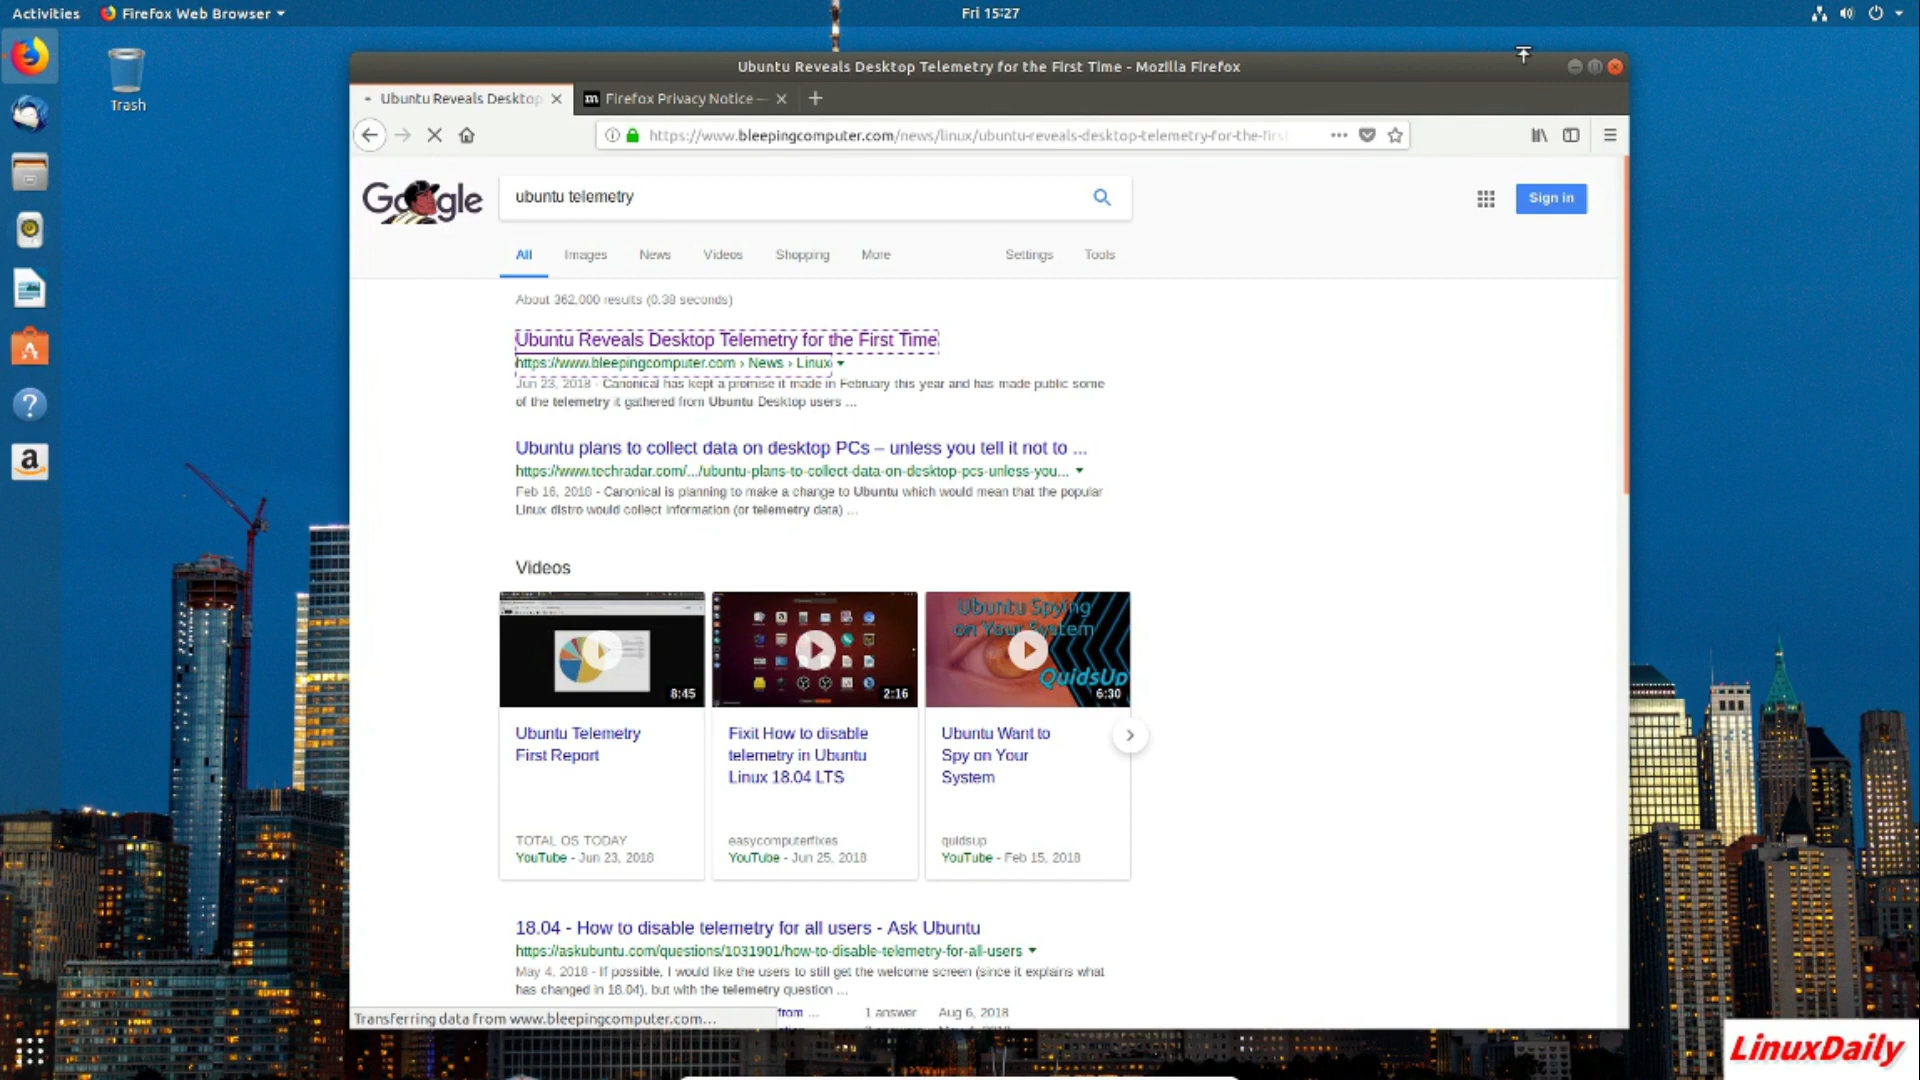 Activities
Firefox Web Browser
Fri 15:27
Trash
Ubuntu Reveals Desktop Telemetry for the First Time - Mozilla Firefox
Ubuntu Reveals Desktop
Firefox Privacy Notice —
https://www.bleepingcomputer.com/news/linux/ubuntu-reveals-desktop-telemetry-for-the-first
Google
ubuntu telemetry
Sign in
All
Images
News
Videos
Shopping
More
Settings
Tools
About 362,000 results (0.38 seconds)
Ubuntu Reveals Desktop Telemetry for the First Time
https://www.bleepingcomputer.com › News › Linux
Jun 23, 2018 - Canonical has kept a promise it made in February this year and has made public some
of the telemetry it gathered from Ubuntu Desktop users ...
Ubuntu plans to collect data on desktop PCs – unless you tell it not to ...
https://www.techradar.com/.../ubuntu-plans-to-collect-data-on-desktop-pcs-unless-you...
Feb 16, 2018 - Canonical is planning to make a change to Ubuntu which would mean that the popular
Linux distro would collect information (or telemetry data) ...
Videos
8:45
2:16
Ubuntu Spying
on Your System
QuidsUp
6:30
Ubuntu Telemetry
First Report
TOTAL OS TODAY
YouTube - Jun 23, 2018
Fixit How to disable
telemetry in Ubuntu
Linux 18.04 LTS
easycomputerfixes
YouTube - Jun 25, 2018
Ubuntu Want to
Spy on Your
System
quidsup
YouTube - Feb 15, 2018
18.04 - How to disable telemetry for all users - Ask Ubuntu
https://askubuntu.com/questions/1031901/how-to-disable-telemetry-for-all-users
May 4, 2018 - If possible, I would like the users to still get the welcome screen (since it explains what
has changed in 18.04), but with the telemetry question ...
from ...
1 answer
Aug 6, 2018
Transferring data from www.bleepingcomputer.com...
LinuxDaily